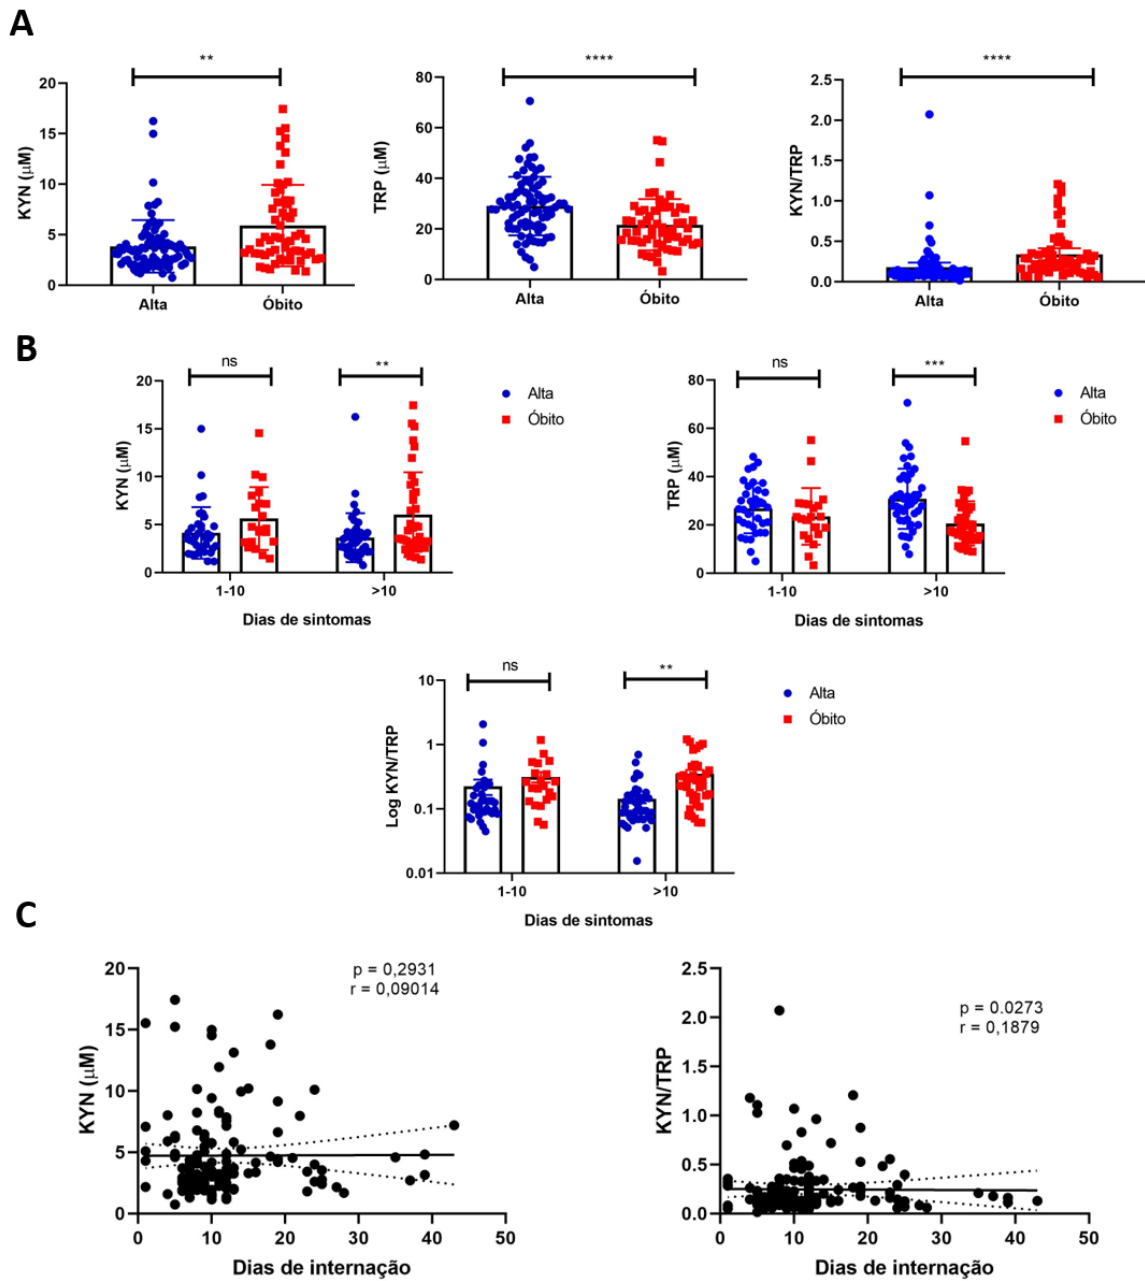 A
**
20
15
10
5
0
KYN (μM)
Alta
Óbito
****
80
60
40
20
0
TRP (μM)
Alta
Óbito
****
2.5
2.0
1.5
1.0
0.5
0.0
KYN/TRP
Alta
Óbito
B
ns
**
20
15
10
5
0
KYN (μM)
1-10
>10
Dias de sintomas
Alta
Óbito
ns
***
80
60
40
20
0
TRP (μM)
1-10
>10
Dias de sintomas
Alta
Óbito
ns
**
10
1
0.1
0.01
Log KYN/TRP
1-10
>10
Dias de sintomas
Alta
Óbito
C
p = 0,2931
r = 0,09014
20
15
10
5
0
KYN (μM)
0 10 20 30 40 50
Dias de internação
p = 0.0273
r = 0,1879
2.5
2.0
1.5
1.0
0.5
0.0
KYN/TRP
0 10 20 30 40 50
Dias de internação